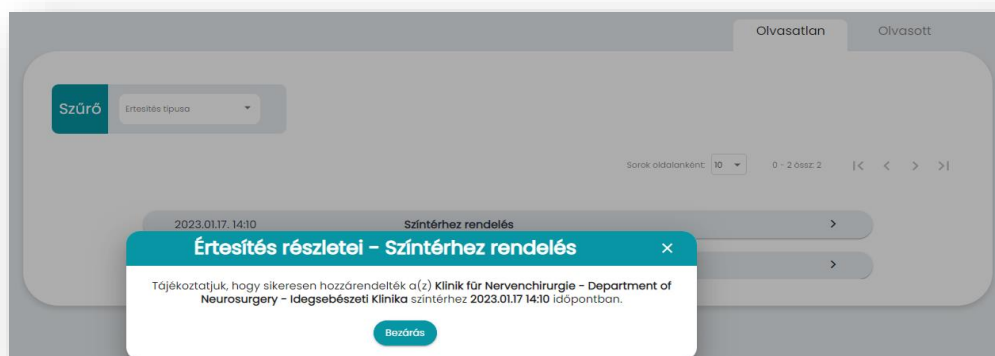 Olvasatlan Olvasott
Szűrő Értesítés típusa
Sorok oldalanként: 10 0 - 2 össz: 2
2023.01.17. 14:10 Színtérhez rendelés
Értesítés részletei - Színtérhez rendelés
Tájékoztatjuk, hogy sikeresen hozzárendelték a(z) Klinik für Nervenchirurgie - Department of
Neurosurgery - Idegsebészeti Klinika színtérhez 2023.01.17 14:10 időpontban.
Bezárás